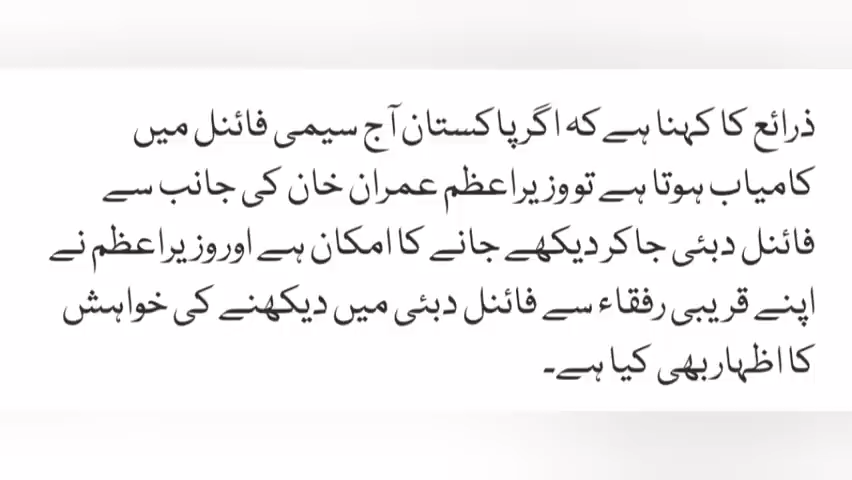 ذرائع کا کہنا ہے کہ اگر پاکستان آج سیمی فائنل میں
کامیاب ہوتا ہے تو وزیراعظم عمران خان کی جانب سے
فائنل دبئی جا کر دیکھے جانے کا امکان ہے اور وزیراعظم نے
اپنے قریبی رفقاء سے فائنل دبئی میں دیکھنے کی خواہش
کا اظہار بھی کیا ہے۔